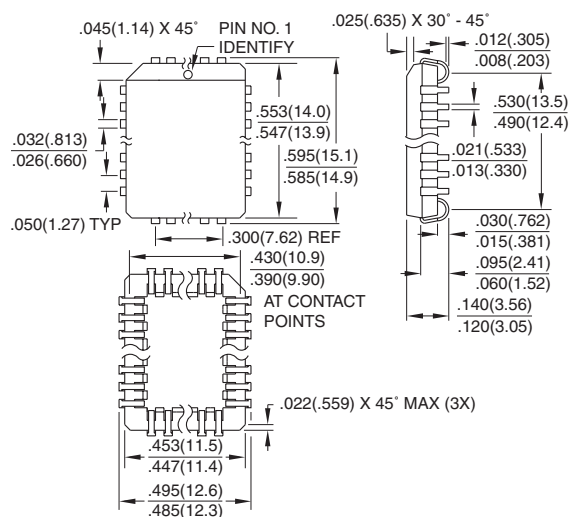 .045(1.14) X 45°
PIN NO. 1
IDENTIFY
.025(.635) X 30° - 45°
.012(.305)
.008(.203)
.553(14.0)
.547(13.9)
.595(15.1)
.585(14.9)
.530(13.5)
.490(12.4)
.032(.813)
.026(.660)
.021(.533)
.013(.330)
.050(1.27) TYP
.300(7.62) REF
.030(.762)
.015(.381)
.430(10.9)
.390(9.90)
AT CONTACT
POINTS
.095(2.41)
.060(1.52)
.140(3.56)
.120(3.05)
.022(.559) X 45° MAX (3X)
.453(11.5)
.447(11.4)
.495(12.6)
.485(12.3)